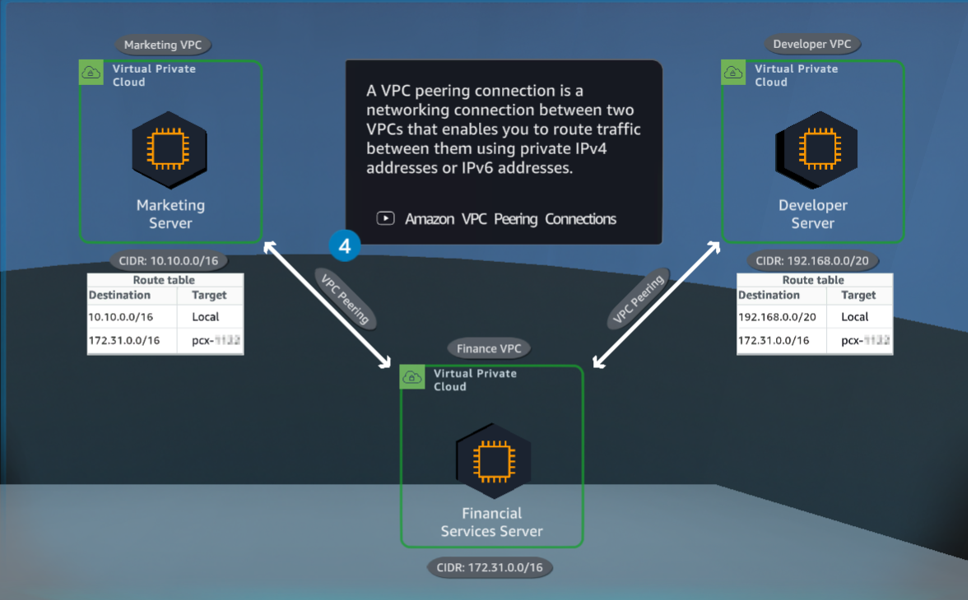 Marketing VPC
Virtual Private
Cloud
Marketing
Server
CIDR: 10.10.0.0/16
Route table
Destination Target
10.10.0.0/16 Local
172.31.0.0/16 pcx-
A VPC peering connection is a
networking connection between two
VPCs that enables you to route traffic
between them using private IPv4
addresses or IPv6 addresses.
Amazon VPC Peering Connections
4
Developer VPC
Virtual Private
Cloud
Developer
Server
CIDR: 192.168.0.0/20
Route table
Destination Target
192.168.0.0/20 Local
172.31.0.0/16 pcx-
VPC Peering
VPC Peering
Finance VPC
Virtual Private
Cloud
Financial
Services Server
CIDR: 172.31.0.0/16